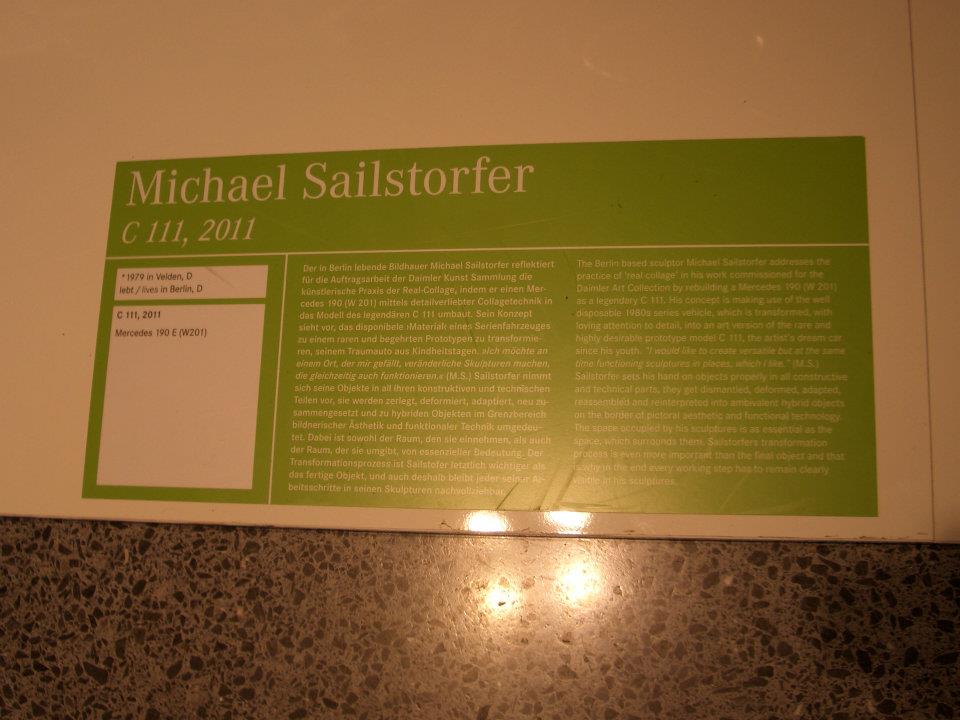 Michael Sailstorfer
C 111, 2011
* 1979 in Velden, D
lebt / lives in Berlin, D
C 111, 2011
Mercedes 190 E (W201)
Der in Berlin lebende Bildhauer Michael Sailstorfer reflektiert
für die Auftragsarbeit der Daimler Kunst Sammlung die
künstlerische Praxis der Real-Collage, indem er einen Mer-
cedes 190 (W 201) mittels detailverliebter Collagetechnik in
das Modell des legendären C 111 umbaut. Sein Konzept
sieht vor, das disponibele ›Material‹ eines Serienfahrzeuges
zu einem raren und begehrten Prototypen zu transformie-
ren, seinem Traumauto aus Kindheitstagen. »Ich möchte an
einem Ort, der mir gefällt, veränderliche Skulpturen machen,
die gleichzeitig auch funktionieren.« (M.S.) Sailstorfer nimmt
sich seine Objekte in all ihren konstruktiven und technischen
Teilen vor, sie werden zerlegt, deformiert, adaptiert, neu zu-
sammengesetzt und zu hybriden Objekten im Grenzbereich
bildnerischer Ästhetik und funktionaler Technik umgedeu-
tet. Dabei ist sowohl der Raum, den sie einnehmen, als auch
der Raum, der sie umgibt, von essenzieller Bedeutung. Der
Transformationsprozess ist Sailstofer letztlich wichtiger als
das fertige Objekt, und auch deshalb bleibt jeder seiner Ar-
beitsschritte in seinen Skulpturen nachvollziehbar.
The Berlin based sculptor Michael Sailstorfer addresses the
practice of 'real collage' in his work commissioned for the
Daimler Art Collection by rebuilding a Mercedes 190 (W 201)
as a legendary C 111. His concept is making use of the well
disposable 1980s series vehicle, which is transformed, with
loving attention to detail, into an art version of the rare and
highly desirable prototype model C 111, the artist's dream car
since his youth. "I would like to create versatile but at the same
time functioning sculptures in places, which I like." (M.S.)
Sailstorfer sets his hand on objects properly in all constructive
and technical parts, they get dismantled, deformed, adapted,
reassembled and reinterpreted into ambivalent hybrid objects
on the border of pictoral aesthetic and functional technology.
The space occupied by his sculptures is as essential as the
space, which surrounds them. Sailstorfers transformation
process is even more important than the final object and that
is why in the end every working step has to remain clearly
visible in his sculptures.